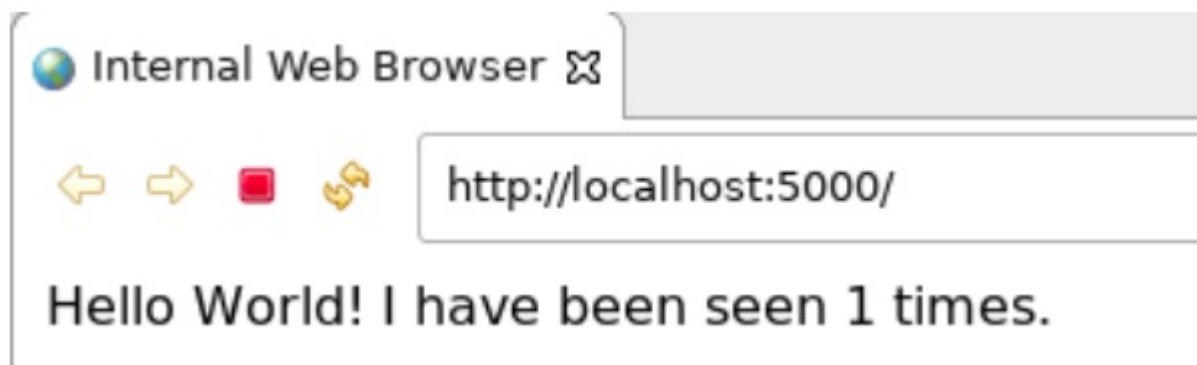 Internal Web Browser
http://localhost:5000/
Hello World! I have been seen 1 times.